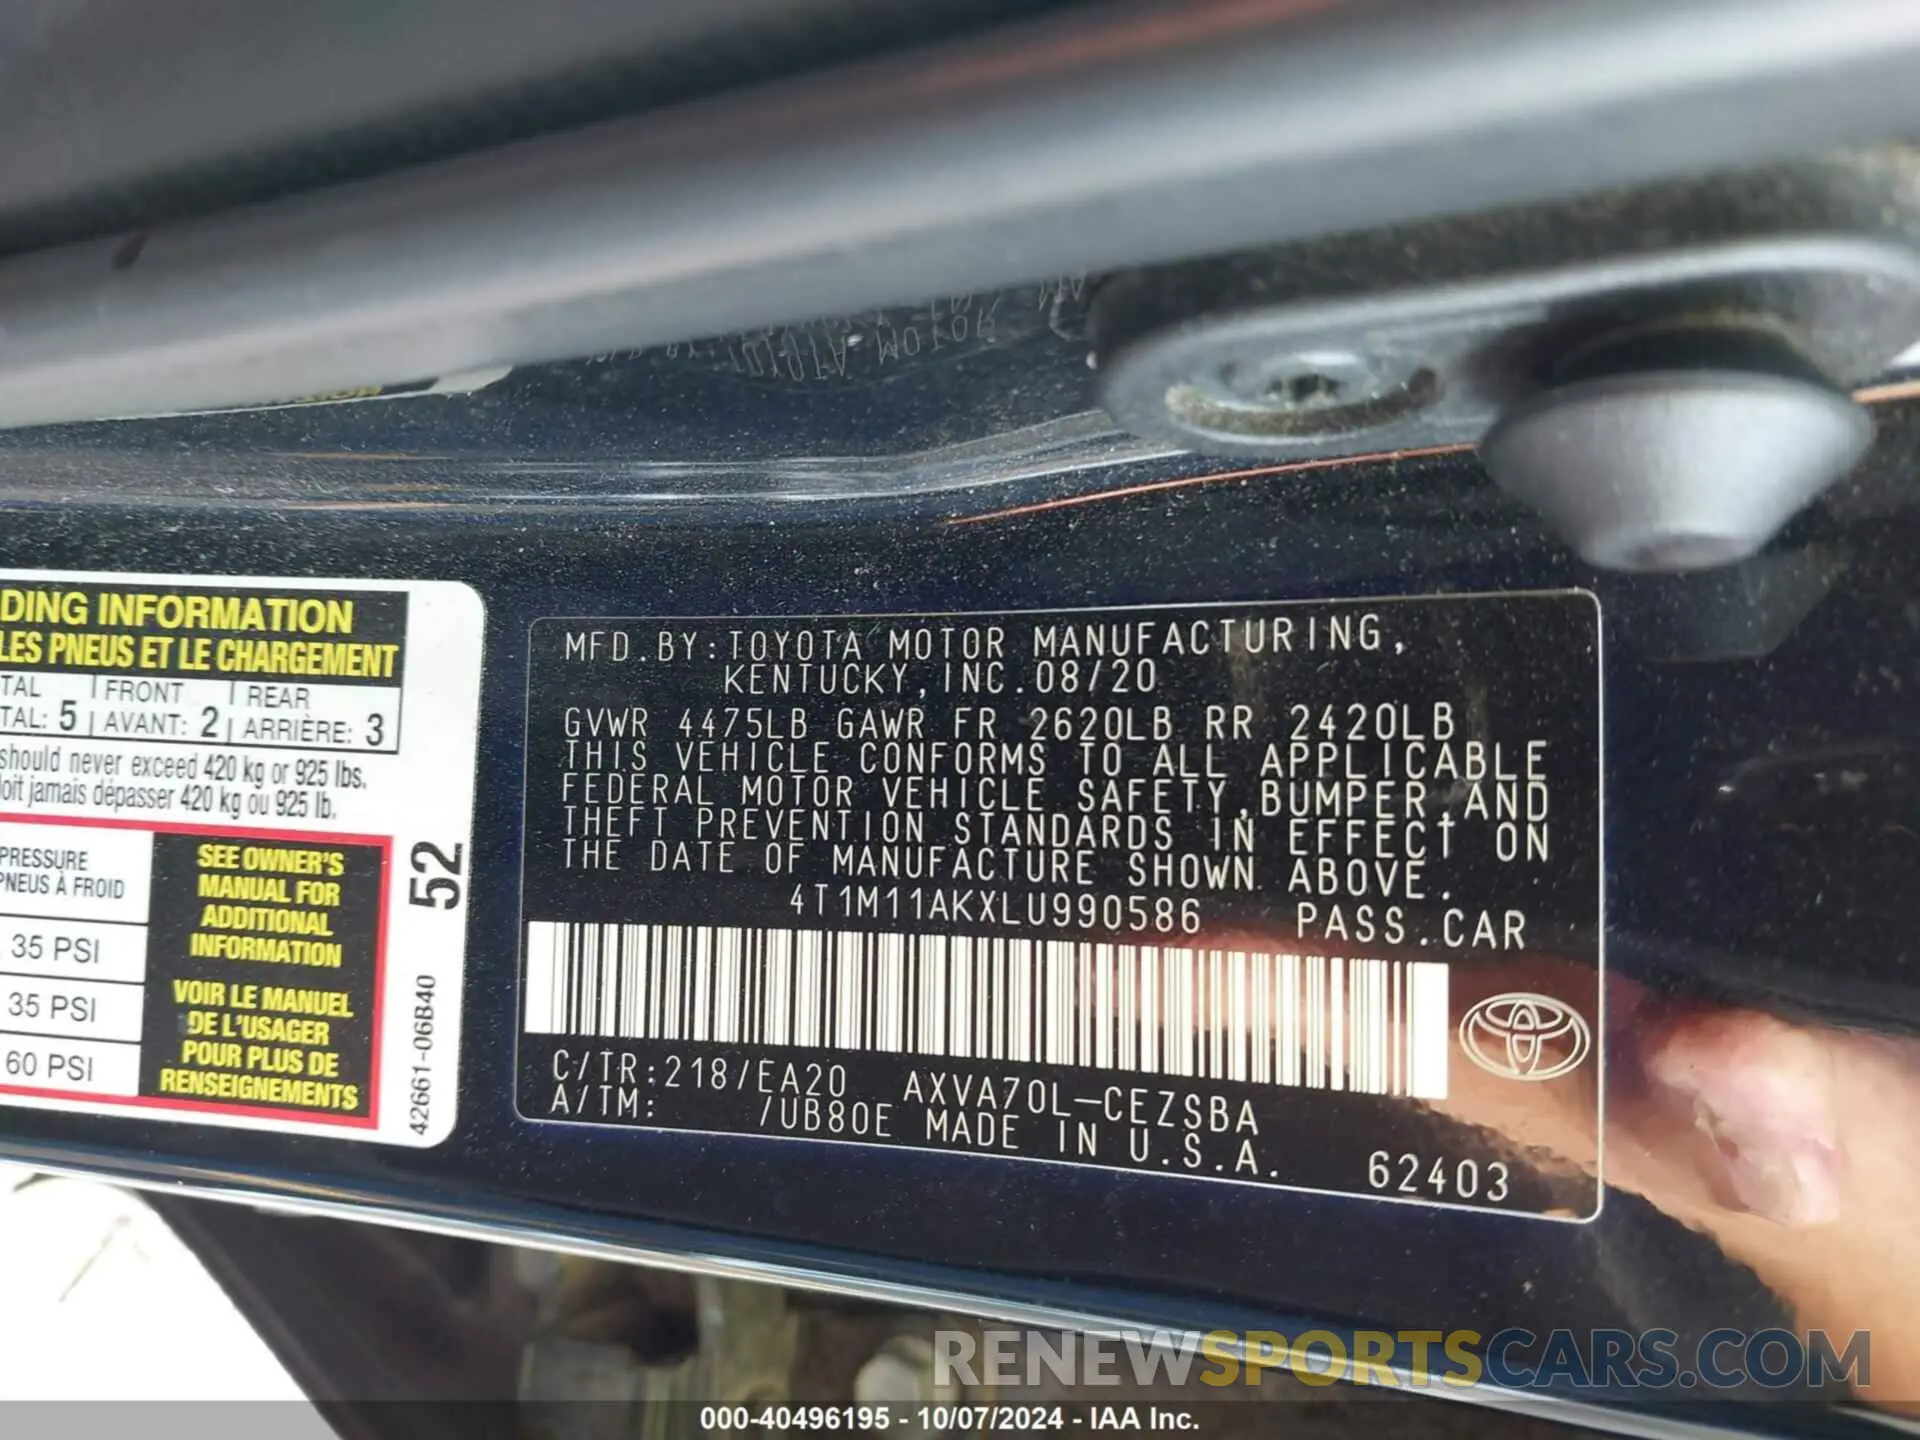 DING INFORMATION
LES PNEUS ET LE CHARGEMENT
TAL | FRONT | REAR
TAL: 5 | AVANT: 2 | ARRIÈRE: 3
should never exceed 420 kg or 925 lbs.
doit jamais dépasser 420 kg ou 925 lb.
PRESSURE
PNEUS À FROID
35 PSI
35 PSI
60 PSI
SEE OWNER'S
MANUAL FOR
ADDITIONAL
INFORMATION
VOIR LE MANUEL
DE L'USAGER
POUR PLUS DE
RENSEIGNEMENTS
52
42661-06B40
MFD.BY:TOYOTA MOTOR MANUFACTURING,
KENTUCKY,INC.08/20
GVWR 4475LB GAWR FR 2620LB RR 2420LB
THIS VEHICLE CONFORMS TO ALL APPLICABLE
FEDERAL MOTOR VEHICLE SAFETY,BUMPER,AND
THEFT PREVENTION STANDARDS IN EFFECT ON
THE DATE OF MANUFACTURE SHOWN ABOVE.
4T1M11AKXLU990586 PASS.CAR
C/TR:218/EA20 AXVA70L-CEZSBA
A/TM: /UB80E MADE IN U.S.A.
62403
RENEWSPORTSCARS.COM
000-40496195 - 10/07/2024 - IAA Inc.